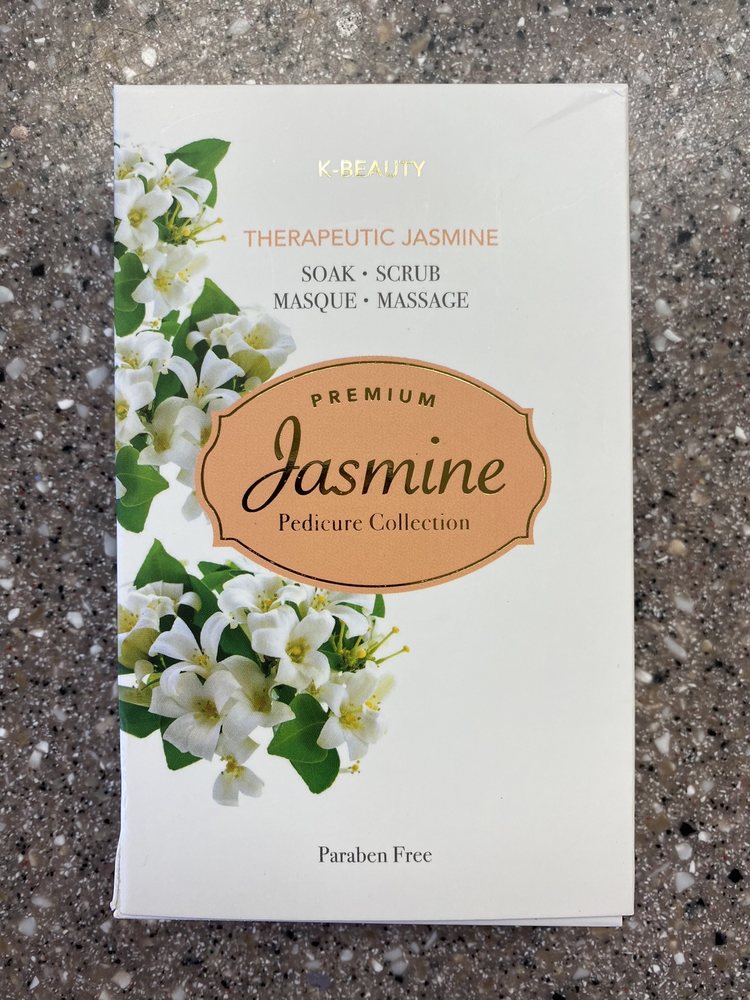 K-BEAUTY
THERAPEUTIC JASMINE
SOAK • SCRUB
MASQUE • MASSAGE
PREMIUM
Jasmine
Pedicure Collection
Paraben Free